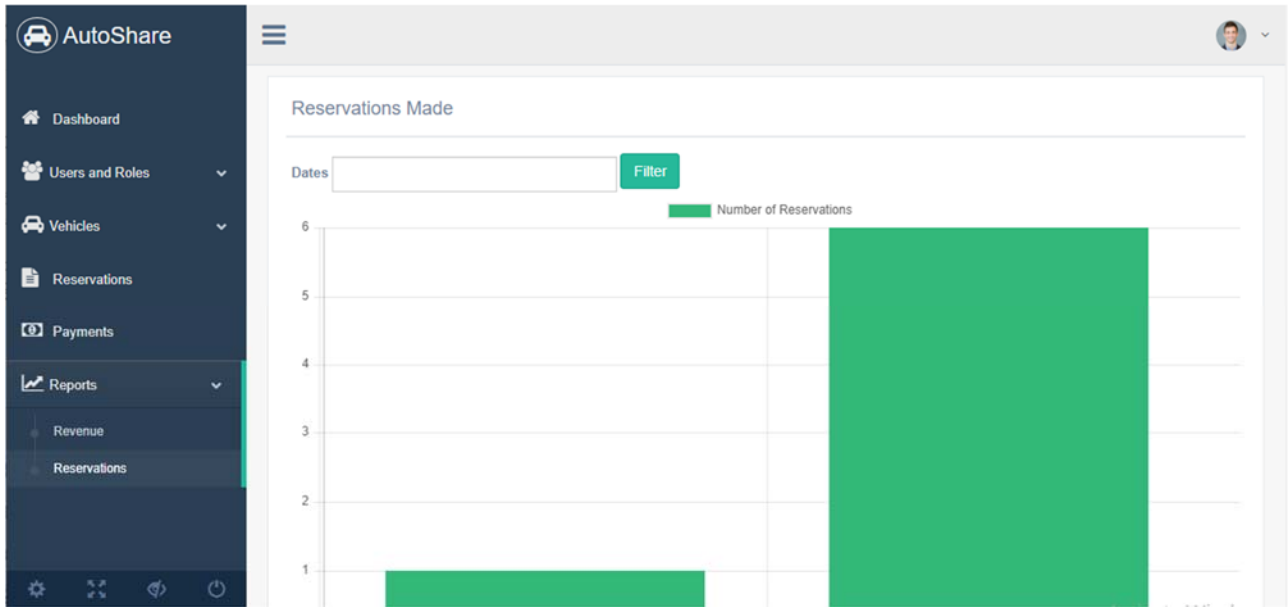 AutoShare
Dashboard
Users and Roles
Vehicles
Reservations
Payments
Reports
Revenue
Reservations
Reservations Made
Dates
Filter
Number of Reservations
6
5
4
3
2
1